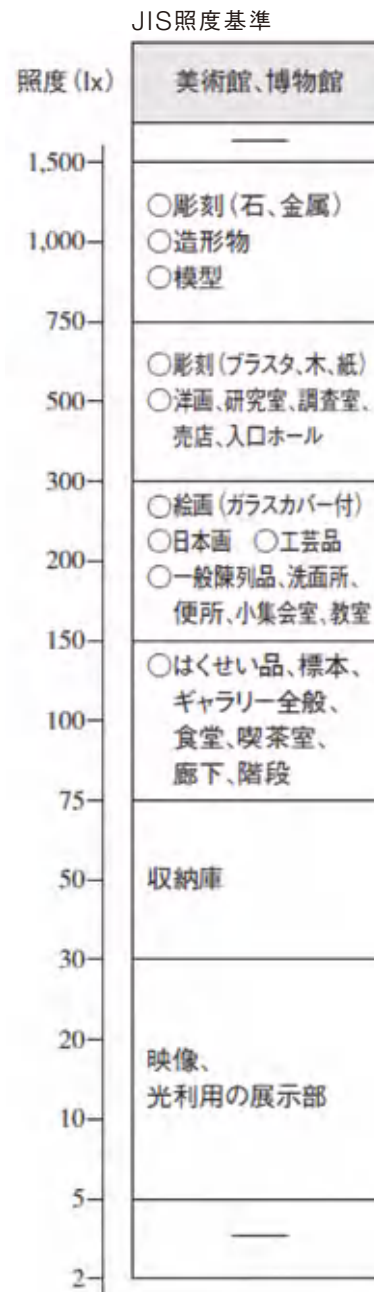 JIS照度基準
照度(lx)
美術館、博物館
―
1,500
○彫刻(石、金属)
1,000
○造形物
○模型
750
○彫刻(プラスタ、木、紙)
500
○洋画、研究室、調査室、
売店、入口ホール
300
○絵画(ガラスカバー付)
○日本画 ○工芸品
200
○一般陳列品、洗面所、
便所、小集会室、教室
150
○はくせい品、標本、
ギャラリー全般、
100
食堂、喫茶室、
廊下、階段
75
50
収納庫
30
20
映像、
光利用の展示部
10
5
―
2